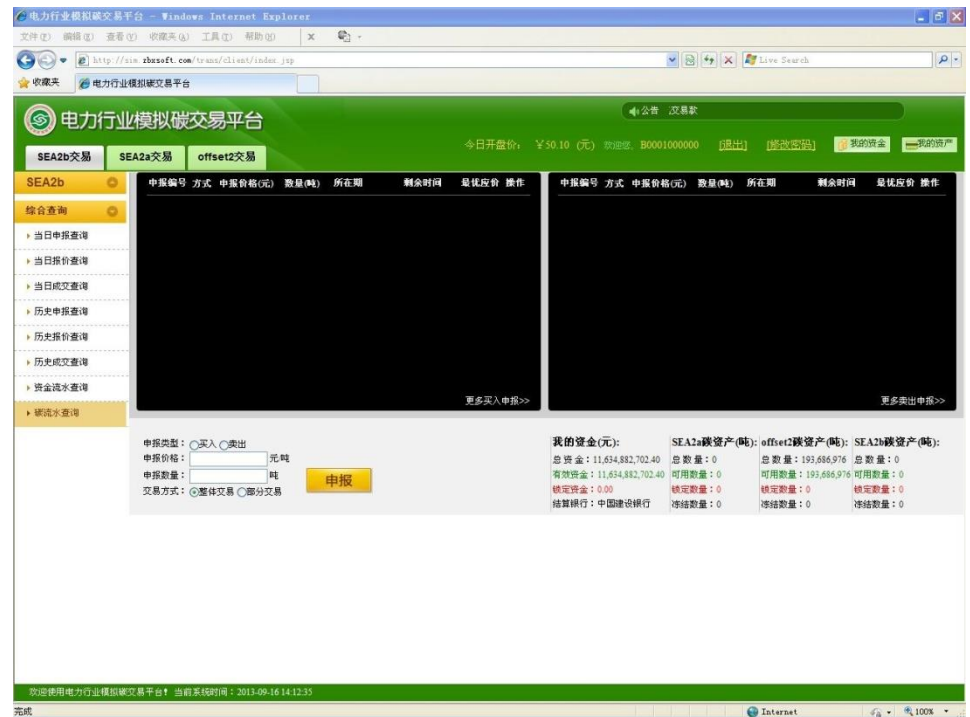 电力行业模拟碳交易平台 - Windows Internet Explorer
文件(F) 编辑(E) 查看(V) 收藏夹(A) 工具(T) 帮助(H)
http://sim.zbxsoft.com/trans/client/index.jsp
Live Search
收藏夹 电力行业模拟碳交易平台
电力行业模拟碳交易平台
公告
今日开盘价: ￥50.10 (元) 欢迎您, B0001000000 [退出] [修改密码] 我的资金 我的资产
SEA2b交易 SEA2a交易 offset2交易
SEA2b
综合查询
当日申报查询
当日报价查询
当日成交查询
历史申报查询
历史报价查询
历史成交查询
资金流水查询
碳流水查询
申报编号 方式 申报价格(元) 数量(吨) 所在期 剩余时间 最优应价 操作
更多买入申报>>
申报编号 方式 申报价格(元) 数量(吨) 所在期 剩余时间 最优应价 操作
更多卖出申报>>
申报类型: 买入 卖出
申报价格: 元/吨
申报数量: 吨
交易方式: 整体交易 部分交易
申报
我的资金(元): SEA2a碳资产(吨): offset2碳资产(吨): SEA2b碳资产(吨):
总资金: 11,634,882,702.40 总数量: 0 总数量: 193,686,976 总数量: 0
有效资金: 11,634,882,702.40 可用数量: 0 可用数量: 193,686,976 可用数量: 0
锁定资金: 0.00 锁定数量: 0 锁定数量: 0 锁定数量: 0
结算银行: 中国建设银行 冻结数量: 0 冻结数量: 0 冻结数量: 0
欢迎使用电力行业模拟碳交易平台! 当前系统时间: 2013-09-16 14:12:35
完成 Internet 100%